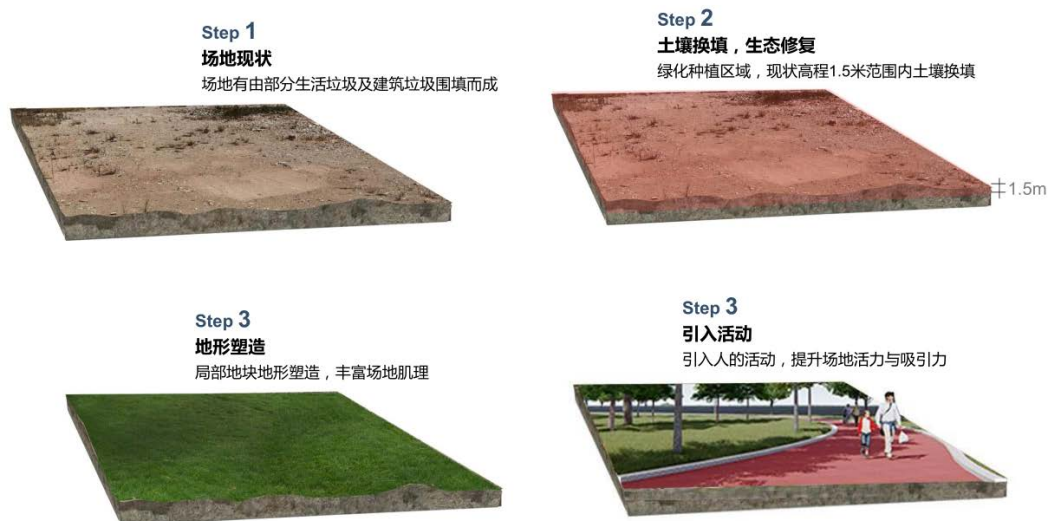 Step 1
场地现状
场地有由部分生活垃圾及建筑垃圾围填而成
Step 2
土壤换填，生态修复
绿化种植区域，现状高程1.5米范围内土壤换填
1.5m
Step 3
地形塑造
局部地块地形塑造，丰富场地肌理
Step 3
引入活动
引入人的活动，提升场地活力与吸引力